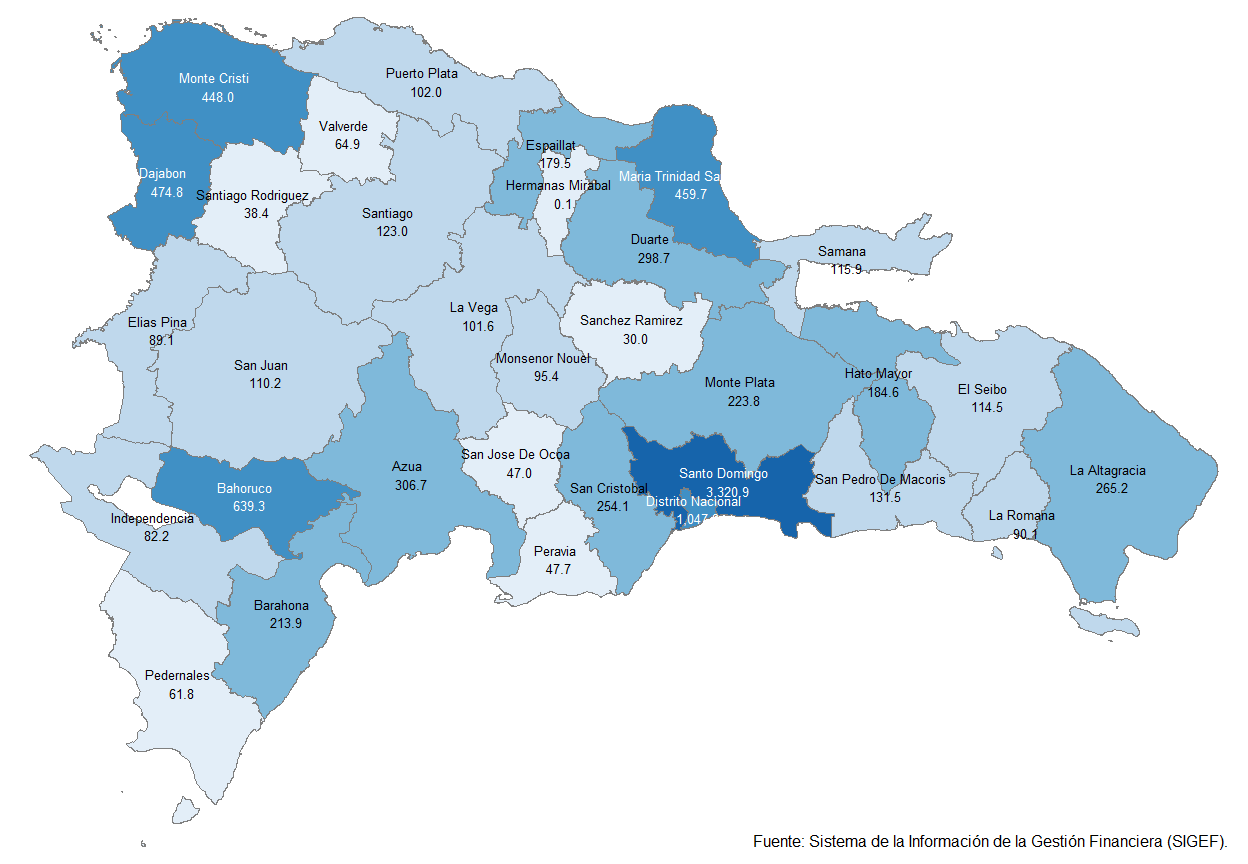 Monte Cristi
448.0
Puerto Plata
102.0
Valverde
64.9
Dajabon
474.8
Santiago Rodriguez
38.4
Santiago
123.0
Espaillat
179.5
Hermanas Mirabal
0.1
Maria Trinidad Sa
459.7
Duarte
298.7
Samana
115.9
Elias Pina
89.1
San Juan
110.2
La Vega
101.6
Monsenor Nouel
95.4
Sanchez Ramirez
30.0
Monte Plata
223.8
Hato Mayor
184.6
El Seibo
114.5
La Altagracia
265.2
Azua
306.7
San Jose De Ocoa
47.0
San Cristobal
254.1
Santo Domingo
3,320.9
Distrito Nacional
1,047
San Pedro De Macoris
131.5
La Romana
90.1
Bahoruco
639.3
Independencia
82.2
Peravia
47.7
Barahona
213.9
Pedernales
61.8
Fuente: Sistema de la Información de la Gestión Financiera (SIGEF).